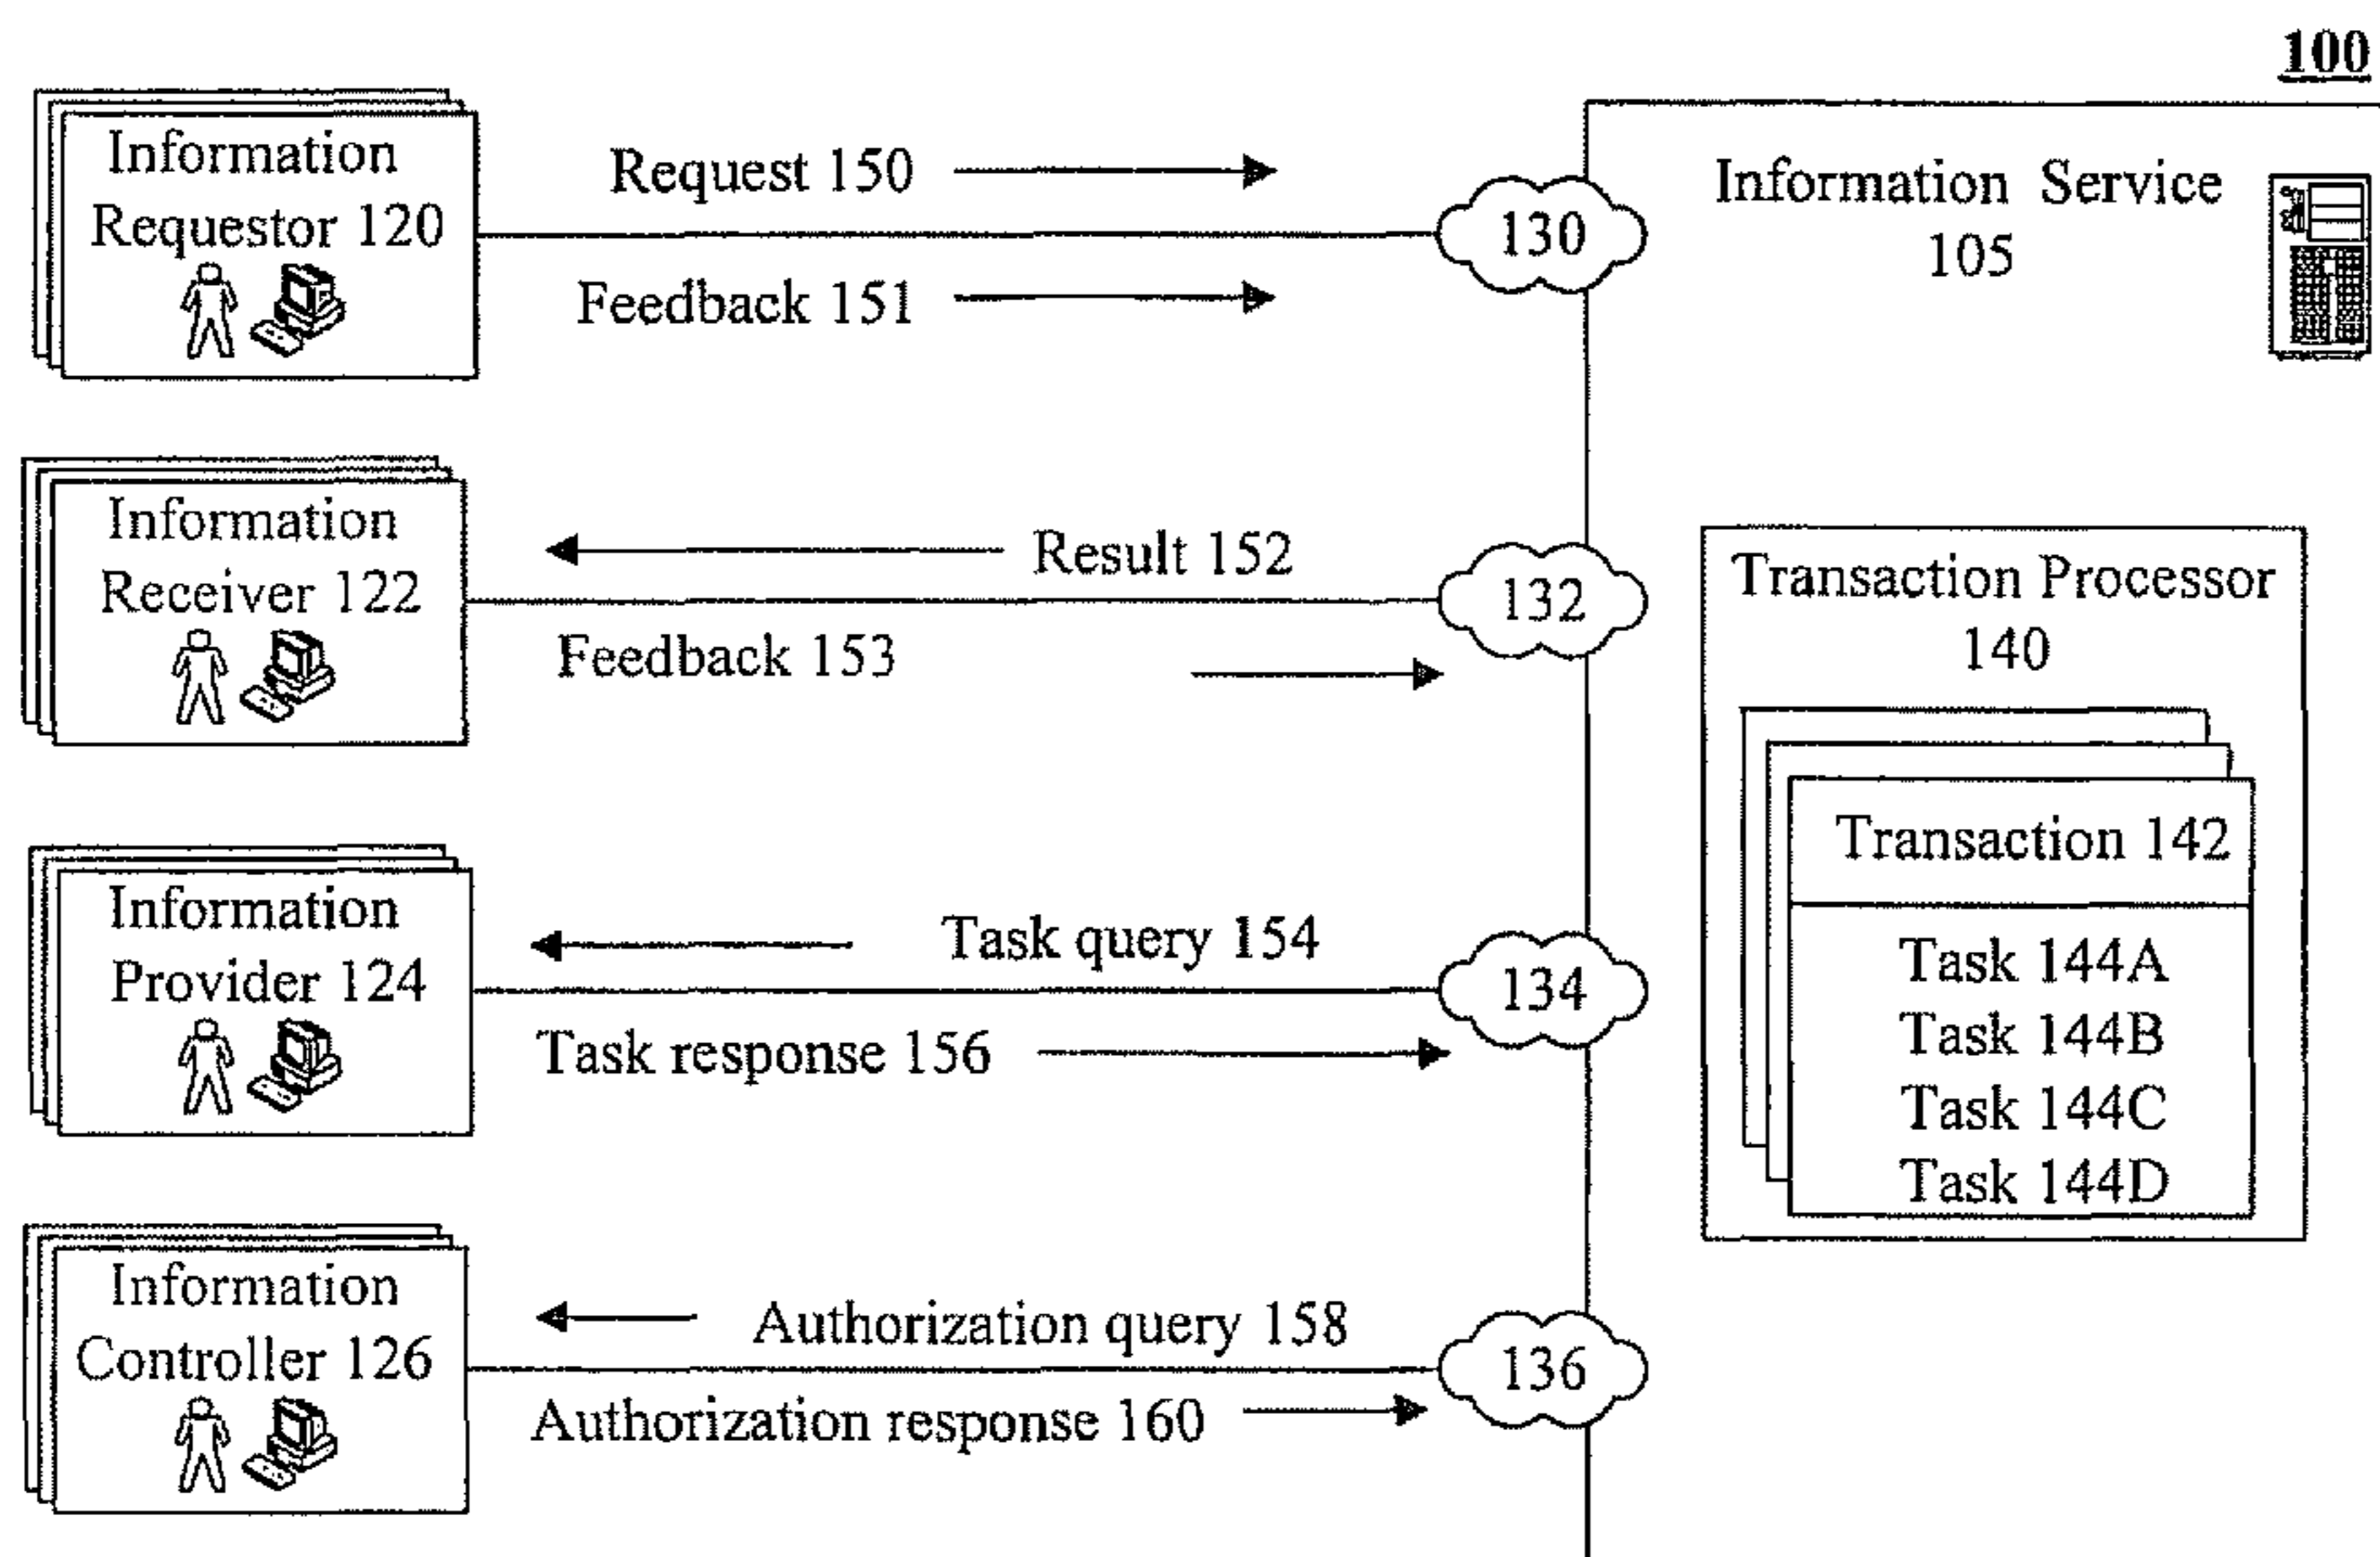 100
Information
Requestor 120
Request 150
Feedback 151
130
Information Service
105
Information
Receiver 122
Result 152
Feedback 153
132
Transaction Processor
140
Transaction 142
Task 144A
Task 144B
Task 144C
Task 144D
Information
Provider 124
Task query 154
Task response 156
134
Information
Controller 126
Authorization query 158
Authorization response 160
136